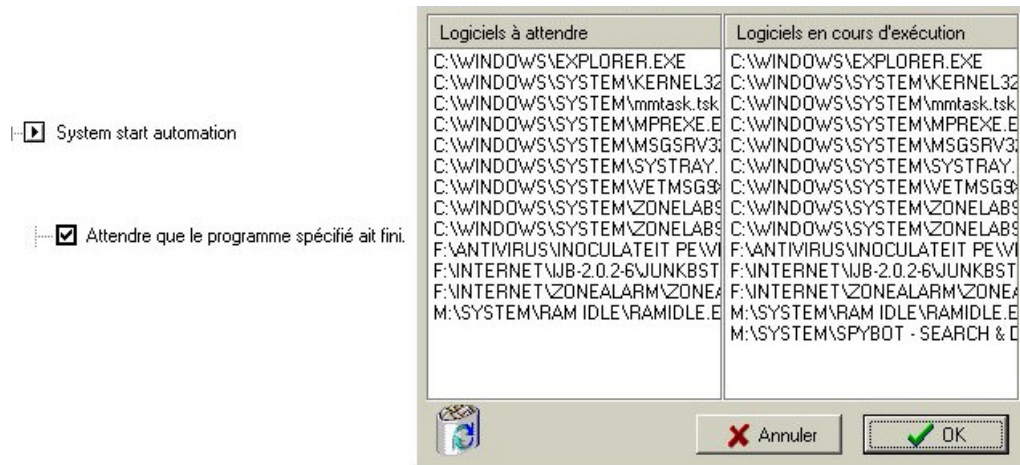 System start automation
Attendre que le programme spécifié ait fini.
Logiciels à attendre
C:\WINDOWS\EXPLORER.EXE
C:\WINDOWS\SYSTEM\KERNEL32
C:\WINDOWS\SYSTEM\mmtask.tsk
C:\WINDOWS\SYSTEM\MPREXE.E
C:\WINDOWS\SYSTEM\MSGSRV32
C:\WINDOWS\SYSTEM\SYSTRAY.
C:\WINDOWS\SYSTEM\VETMSG9X
C:\WINDOWS\SYSTEM\ZONELABS
C:\WINDOWS\SYSTEM\ZONELABS
F:\ANTIVIRUS\INOCULATEIT PE\VE
F:\INTERNET\IJB-2.0.2-6\JUNKBST
F:\INTERNET\ZONEALARM\ZONEA
M:\SYSTEM\RAM IDLE\RAMIDLE.E
Logiciels en cours d'exécution
C:\WINDOWS\EXPLORER.EXE
C:\WINDOWS\SYSTEM\KERNEL32
C:\WINDOWS\SYSTEM\mmtask.tsk
C:\WINDOWS\SYSTEM\MPREXE.E
C:\WINDOWS\SYSTEM\MSGSRV32
C:\WINDOWS\SYSTEM\SYSTRAY.
C:\WINDOWS\SYSTEM\VETMSG9X
C:\WINDOWS\SYSTEM\ZONELABS
C:\WINDOWS\SYSTEM\ZONELABS
F:\ANTIVIRUS\INOCULATEIT PE\VE
F:\INTERNET\IJB-2.0.2-6\JUNKBST
F:\INTERNET\ZONEALARM\ZONEA
M:\SYSTEM\RAM IDLE\RAMIDLE.E
M:\SYSTEM\SPYBOT - SEARCH & D
Annuler
OK